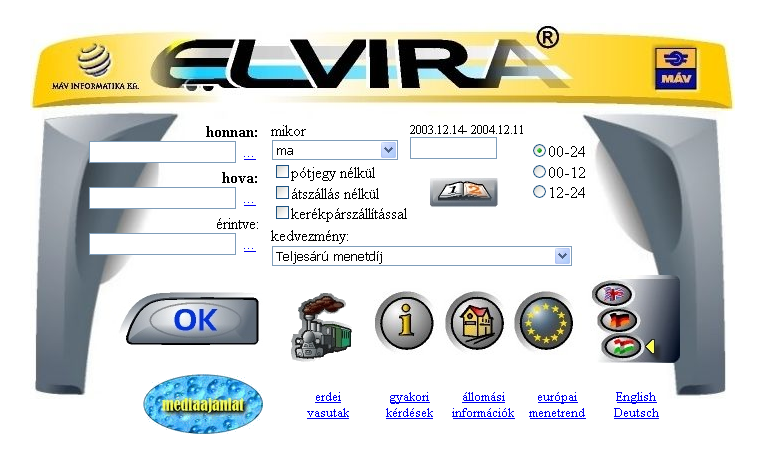 ELVIRA®
MÁV INFORMATIKA Kft.
MÁV
honnan:
...
hova:
...
érintve:
...
mikor
ma
2003.12.14- 2004.12.11
pótjegy nélkül
átszállás nélkül
kerékpárszállítással
1 2
00-24
00-12
12-24
kedvezmény:
Teljesárú menetdíj
OK
i
médiaajánlat
erdei
vasutak
gyakori
kérdések
állomási
információk
európai
menetrend
English
Deutsch